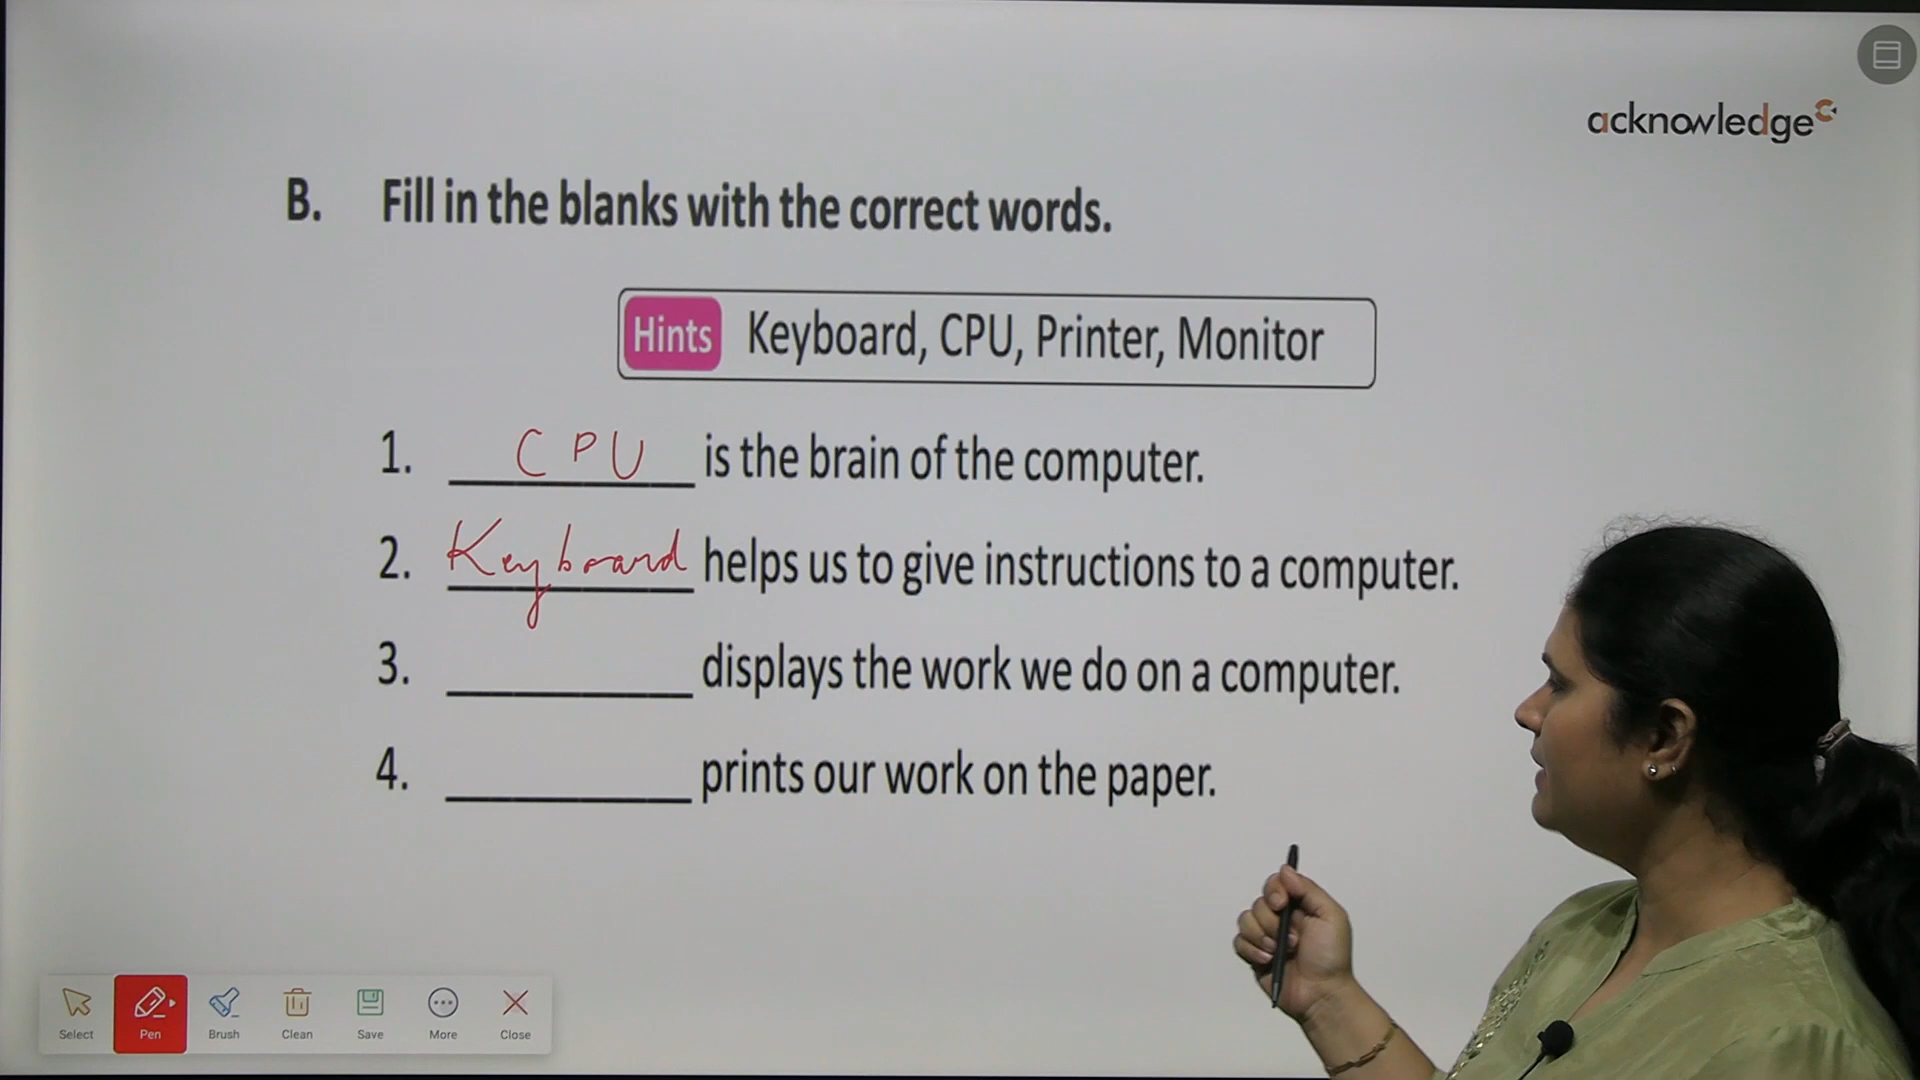 acknowledge
B. Fill in the blanks with the correct words.
Hints Keyboard, CPU, Printer, Monitor
1. CPU is the brain of the computer.
2. Keyboard helps us to give instructions to a computer.
3. __________ displays the work we do on a computer.
4. __________ prints our work on the paper.
Select Pen Brush Clean Save More Close